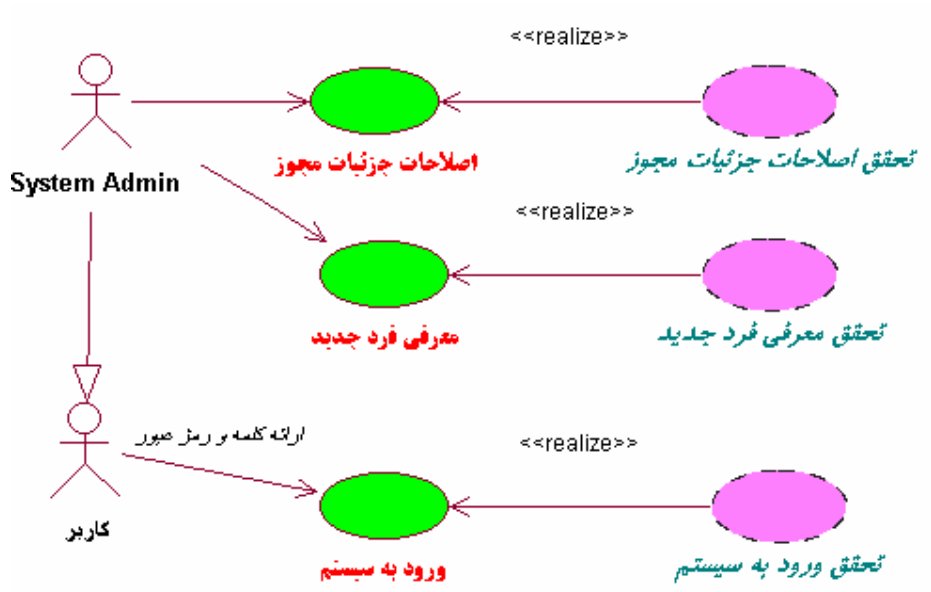 <<realize>>
System Admin
اصلاحات جزئیات مجوز
تحقق اصلاحات جزئیات مجوز
<<realize>>
معرفی فرد جدید
تحقق معرفی فرد جدید
ارائه کلمه و رمز عبور
<<realize>>
کاربر
ورود به سیستم
تحقق ورود به سیستم